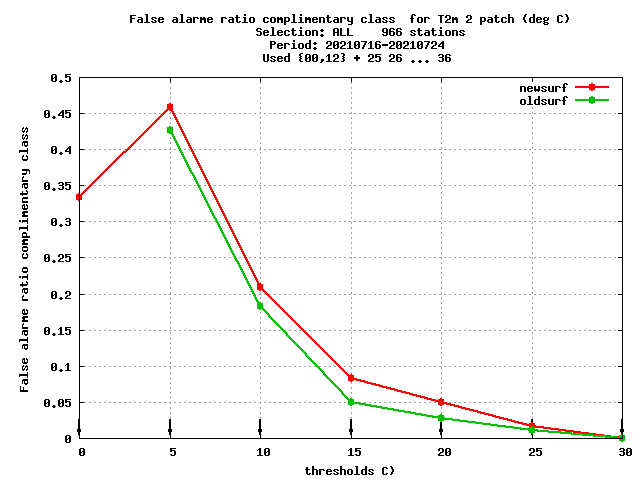 False alarme ratio complimentary class  for T2m 2 patch (deg C)
Selection: ALL    966 stations
Period: 20210716-20210724
Used {00,12} + 25 26 ... 36
newsurf
oldsurf
False alarme ratio complimentary class
0.5
0.45
0.4
0.35
0.3
0.25
0.2
0.15
0.1
0.05
0
0 5 10 15 20 25 30
thresholds C)